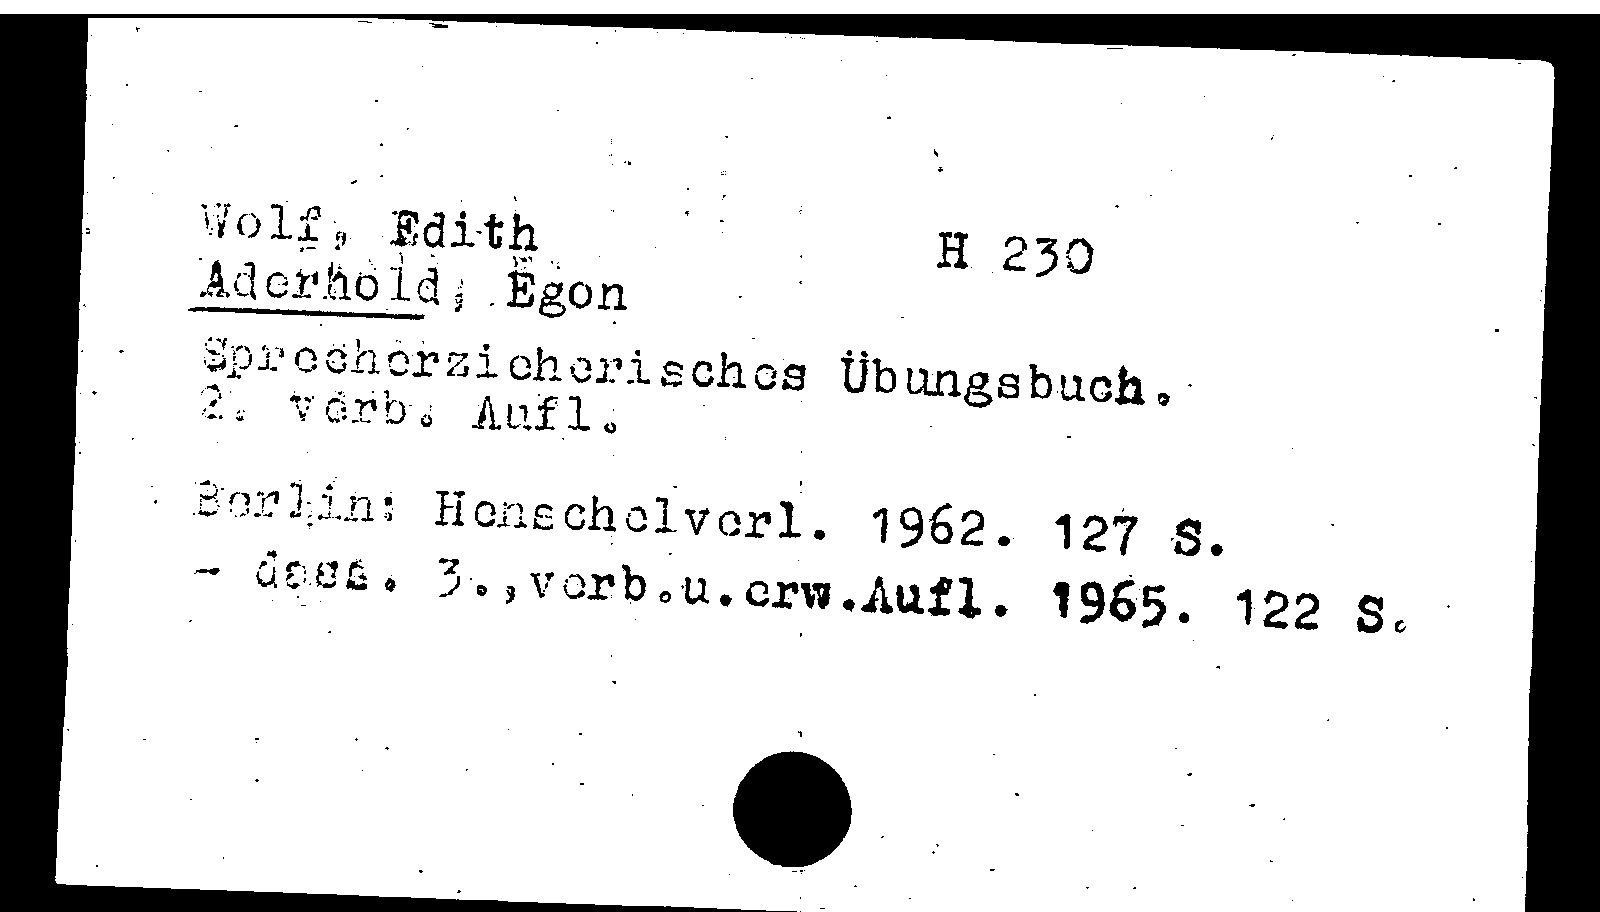 Wolf, Edith
H 230
Aderhold, Egon
Sprecherzieherisches Übungsbuch.
2. verb. Aufl.
Berlin: Henschelverl. 1962. 127 S.
- dass. 3.,verb.u.erw.Aufl. 1965. 122 S.